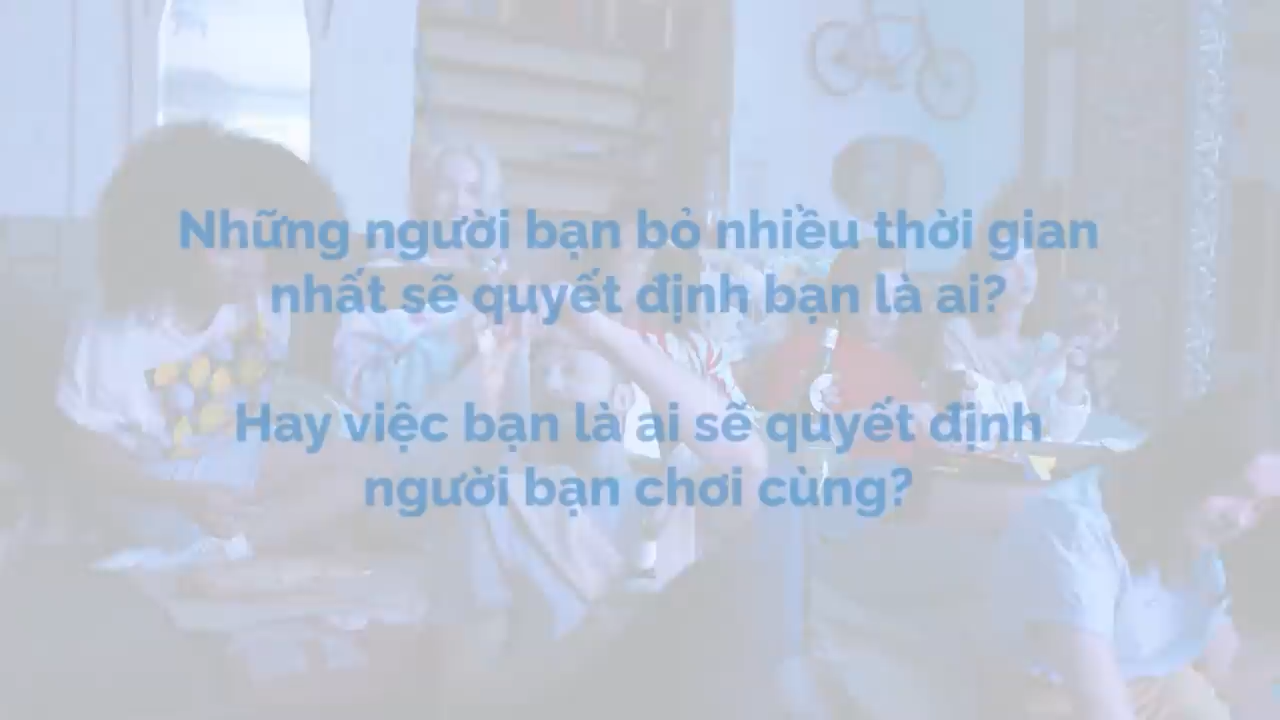 Những người bạn bỏ nhiều thời gian
nhất sẽ quyết định bạn là ai?
Hay việc bạn là ai sẽ quyết định
người bạn chơi cùng?